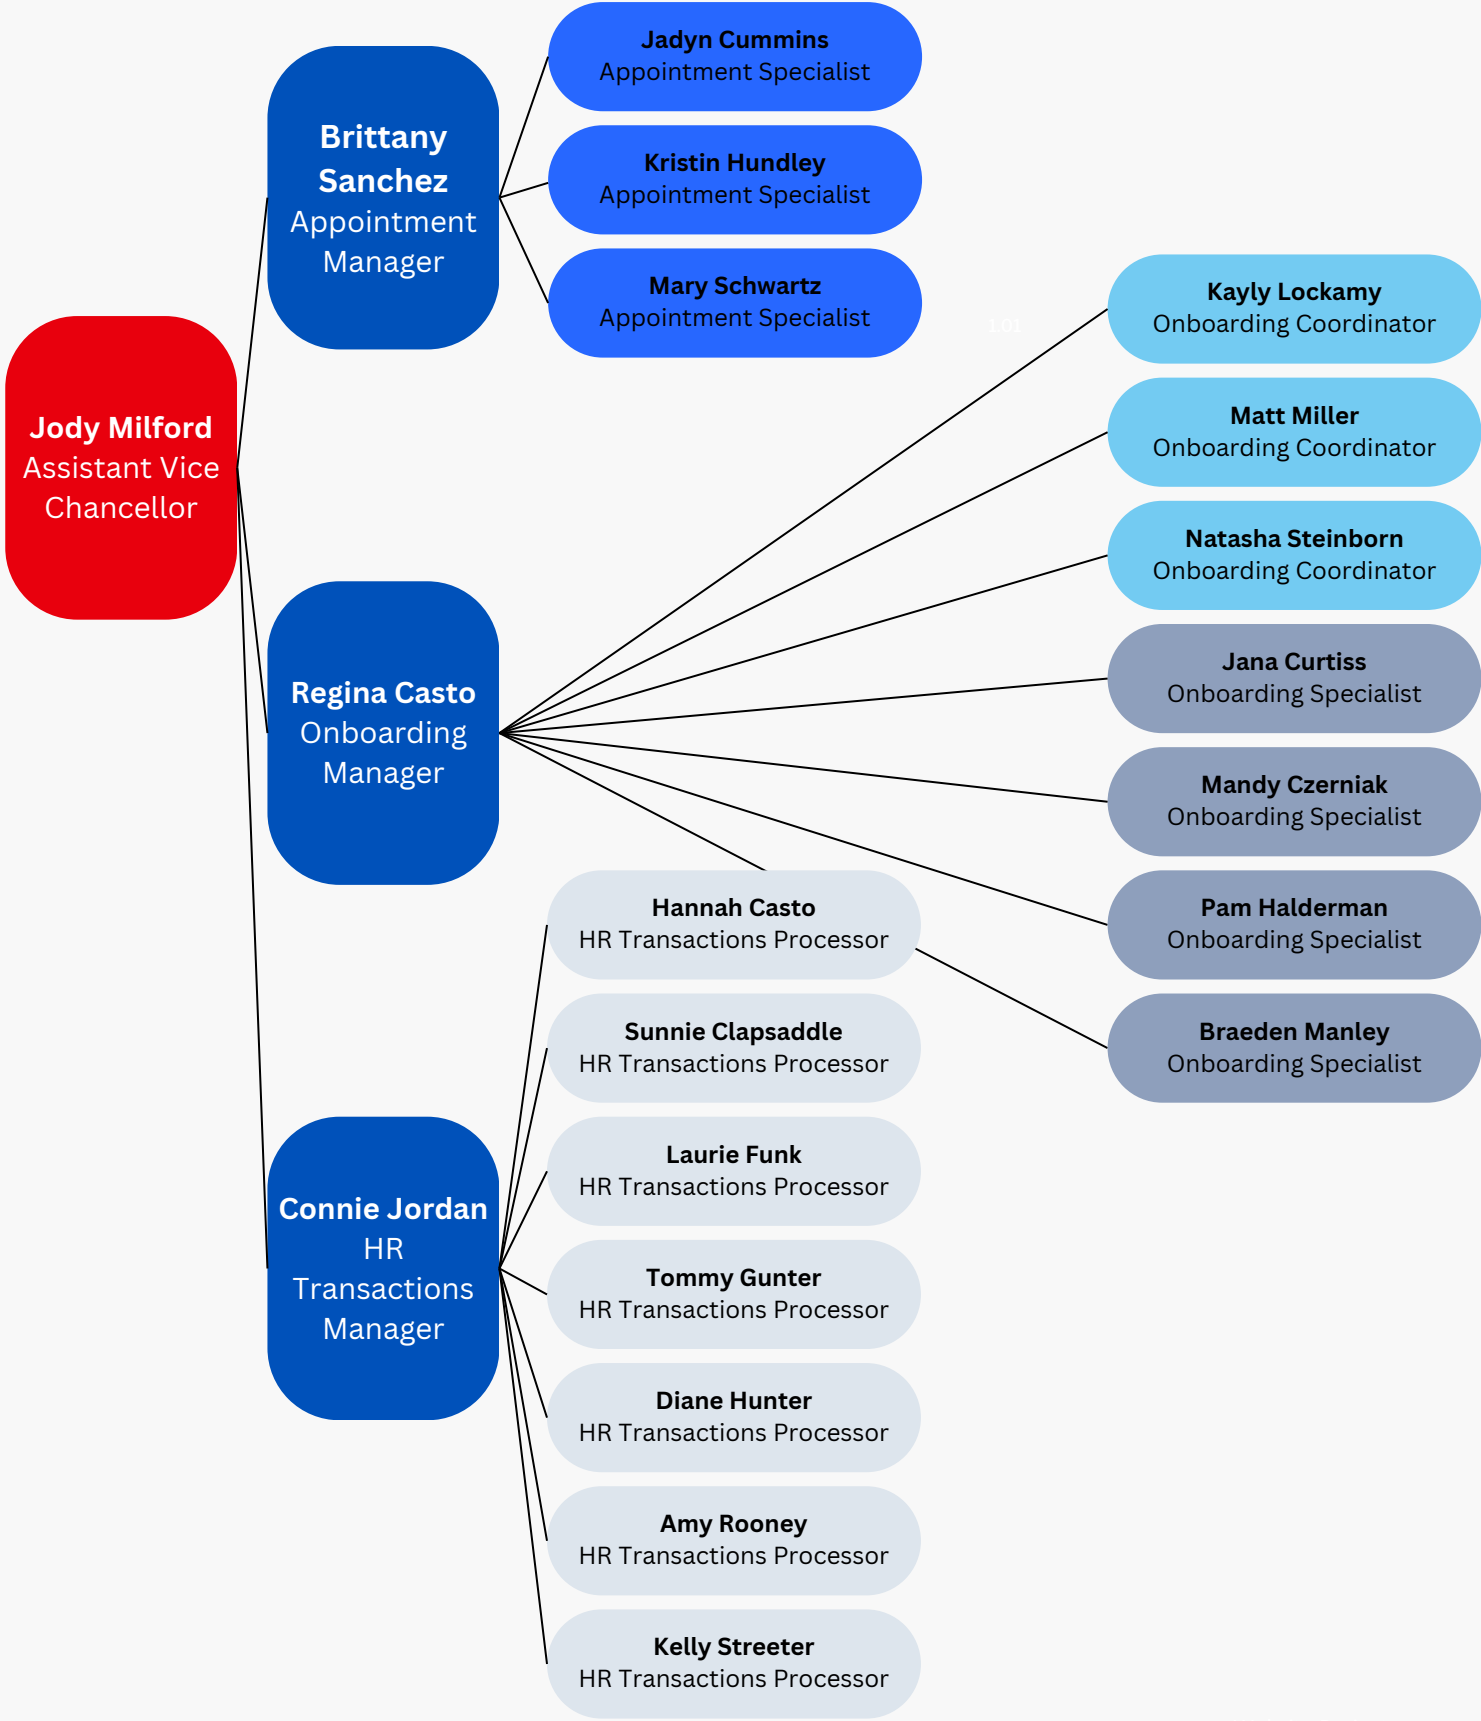 Jody Milford
Assistant Vice
Chancellor
Brittany
Sanchez
Appointment
Manager
Jadyn Cummins
Appointment Specialist
Kristin Hundley
Appointment Specialist
Mary Schwartz
Appointment Specialist
1.01
Regina Casto
Onboarding
Manager
Kayly Lockamy
Onboarding Coordinator
Matt Miller
Onboarding Coordinator
Natasha Steinborn
Onboarding Coordinator
Jana Curtiss
Onboarding Specialist
Mandy Czerniak
Onboarding Specialist
Pam Halderman
Onboarding Specialist
Braeden Manley
Onboarding Specialist
Connie Jordan
HR
Transactions
Manager
Hannah Casto
HR Transactions Processor
Sunnie Clapsaddle
HR Transactions Processor
Laurie Funk
HR Transactions Processor
Tommy Gunter
HR Transactions Processor
Diane Hunter
HR Transactions Processor
Amy Rooney
HR Transactions Processor
Kelly Streeter
HR Transactions Processor